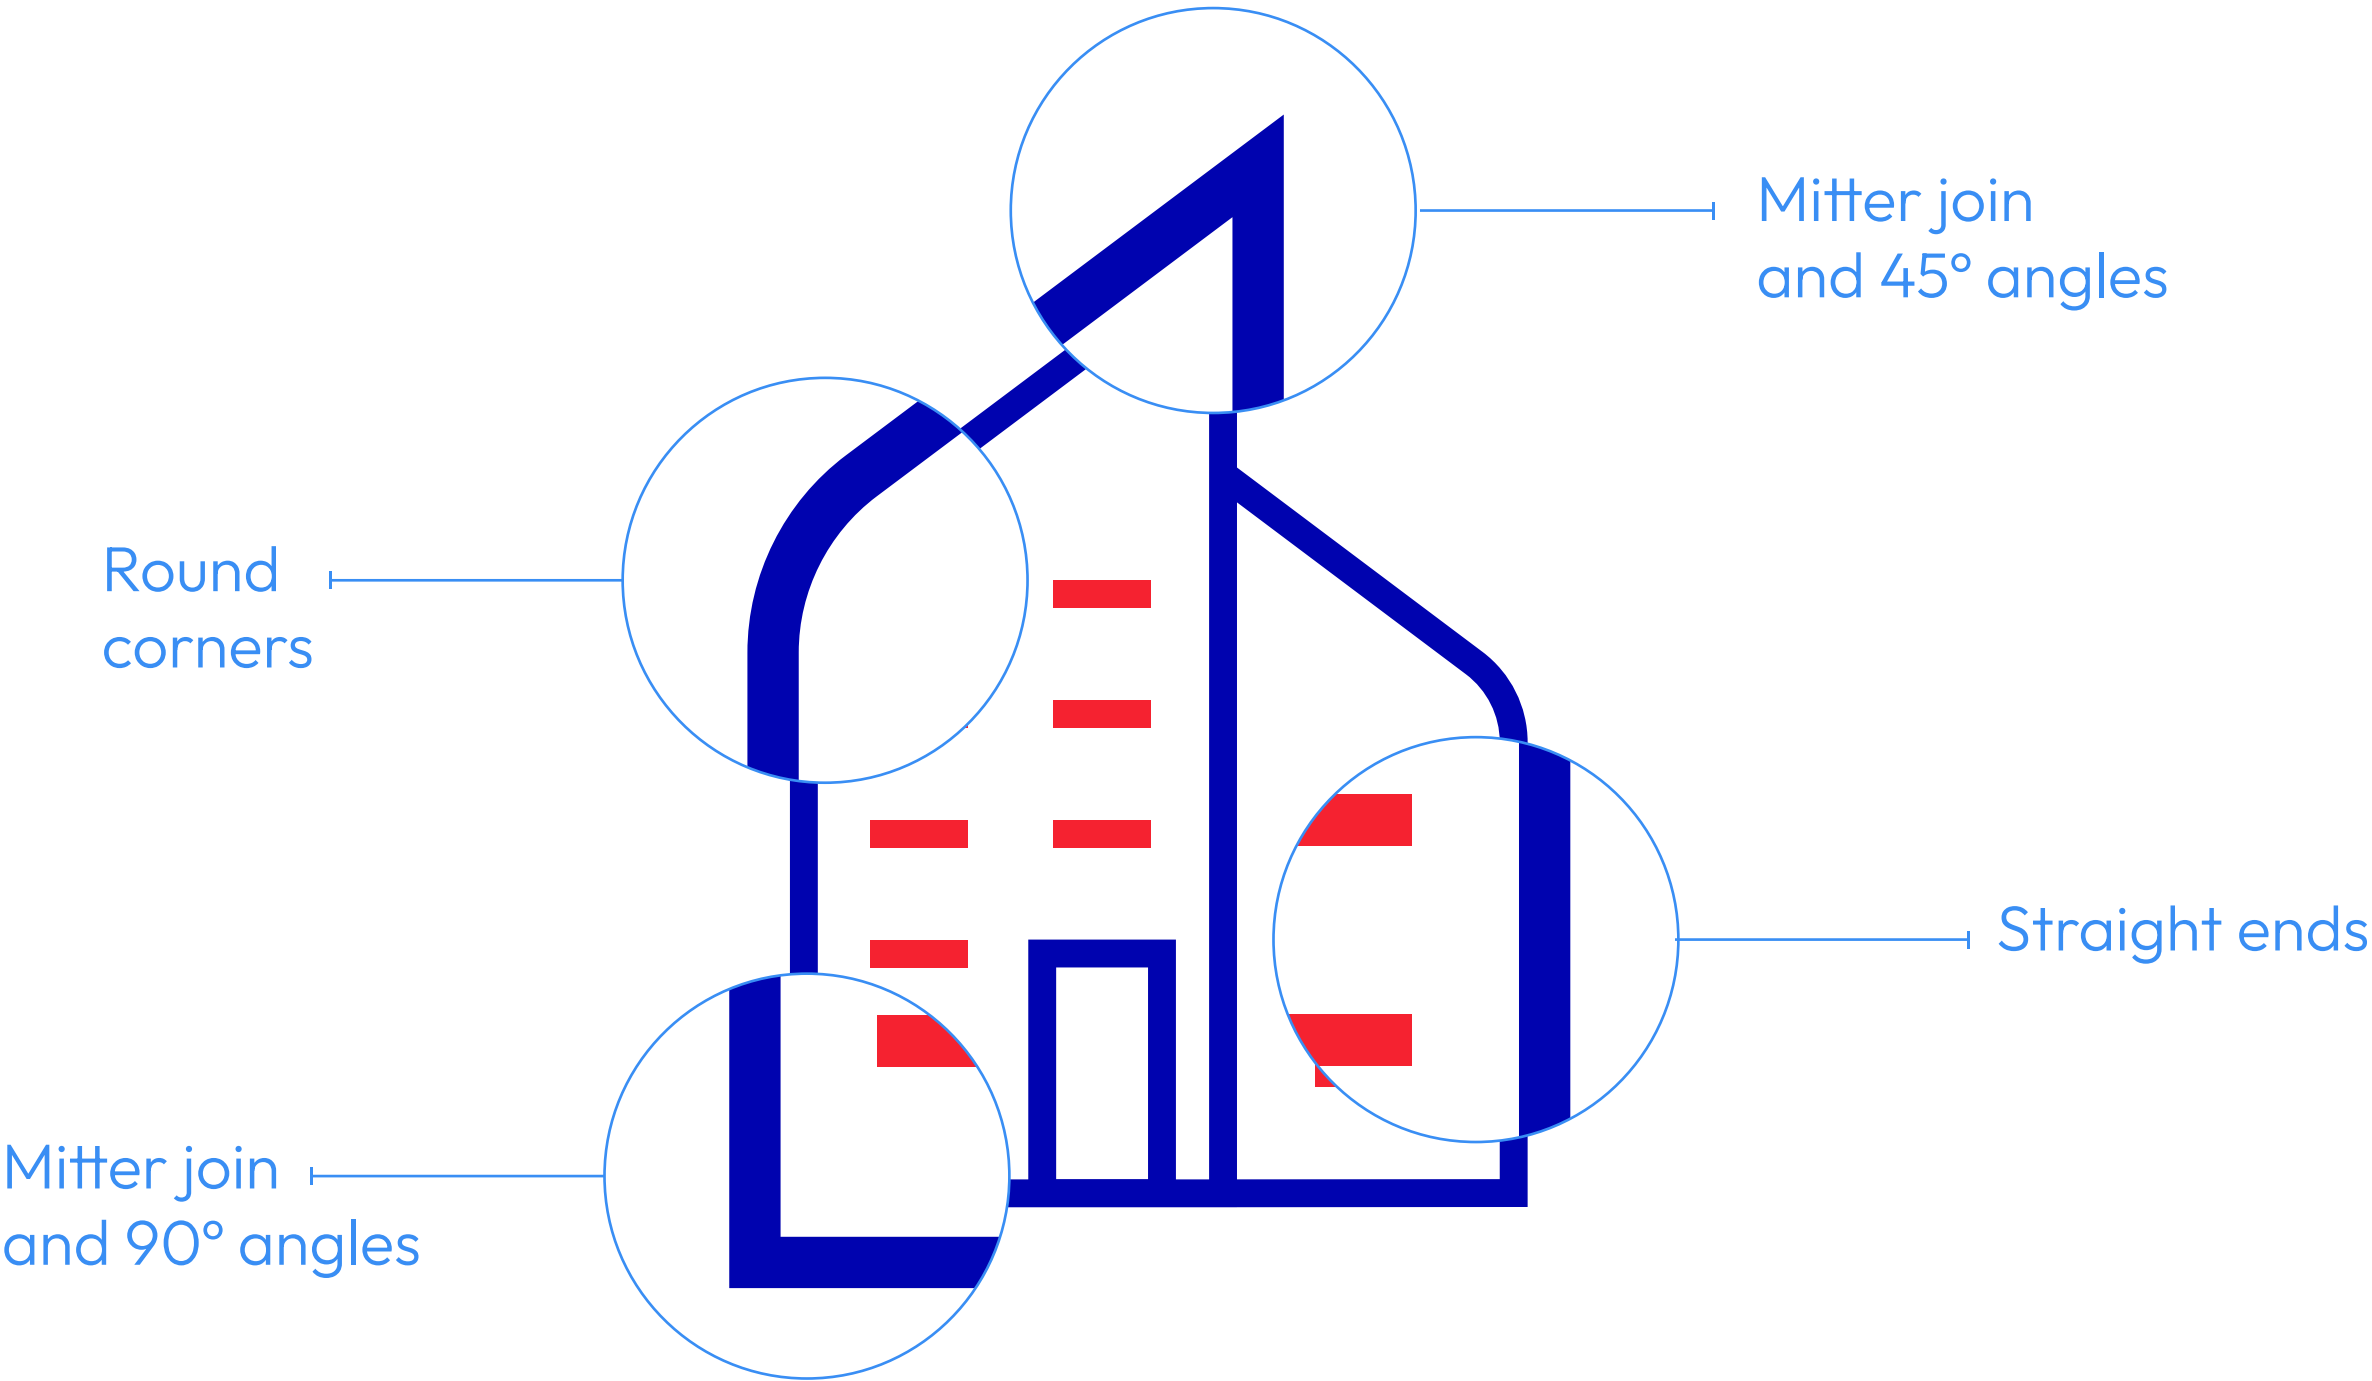 Mitter join
and 45° angles
Round
corners
Straight ends
Mitter join
and 90° angles